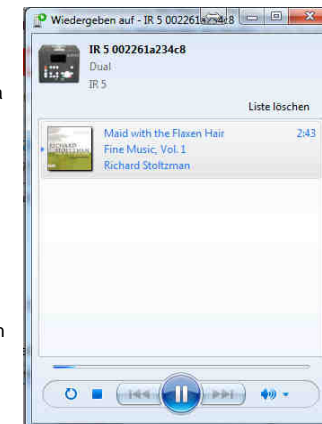 Wiedergeben auf - IR 5 002261a234c8
IR 5 002261a234c8
Dual
IR 5
Liste löschen
Maid with the Flaxen Hair 2:43
Fine Music, Vol. 1
Richard Stoltzman